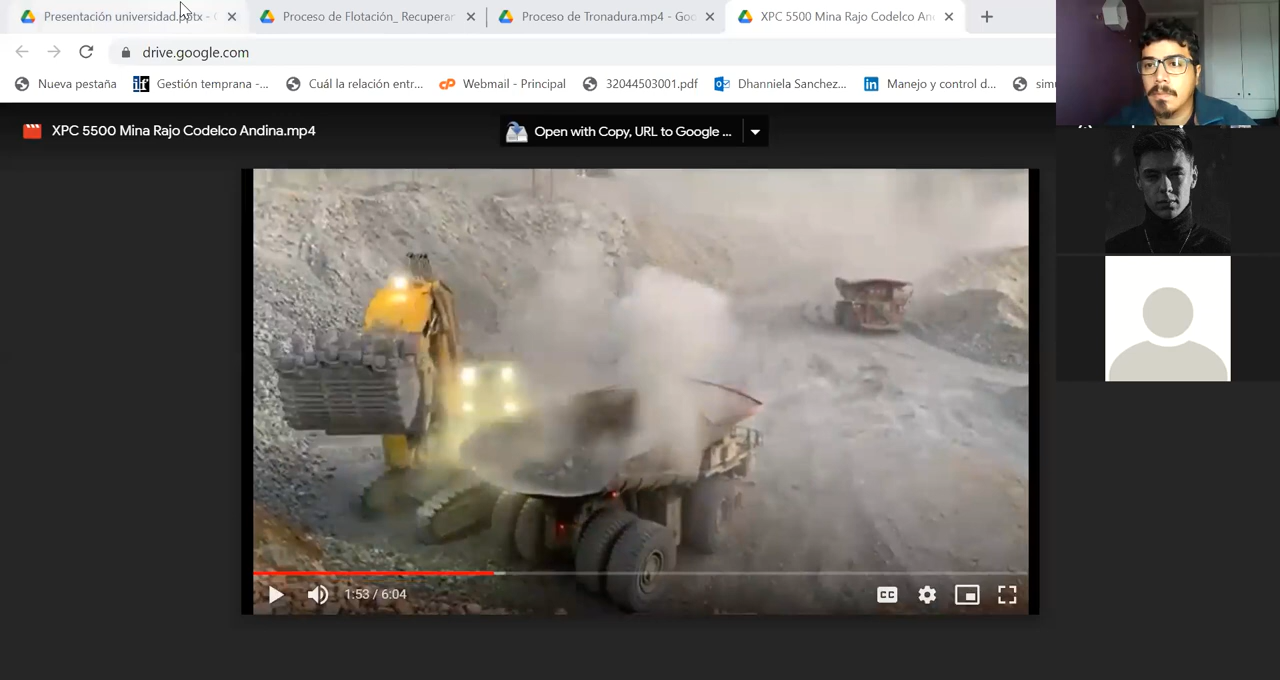 Presentación universidad.pptx - G
Proceso de Flotación_ Recuperar
Proceso de Tronadura.mp4 - Goo
XPC 5500 Mina Rajo Codelco An
drive.google.com
Nueva pestaña
Gestión temprana -...
Cuál la relación entr...
Webmail - Principal
32044503001.pdf
Dhanniela Sanchez...
Manejo y control d...
sim
XPC 5500 Mina Rajo Codelco Andina.mp4
Open with Copy, URL to Google ...
1:53 / 6:04
CC